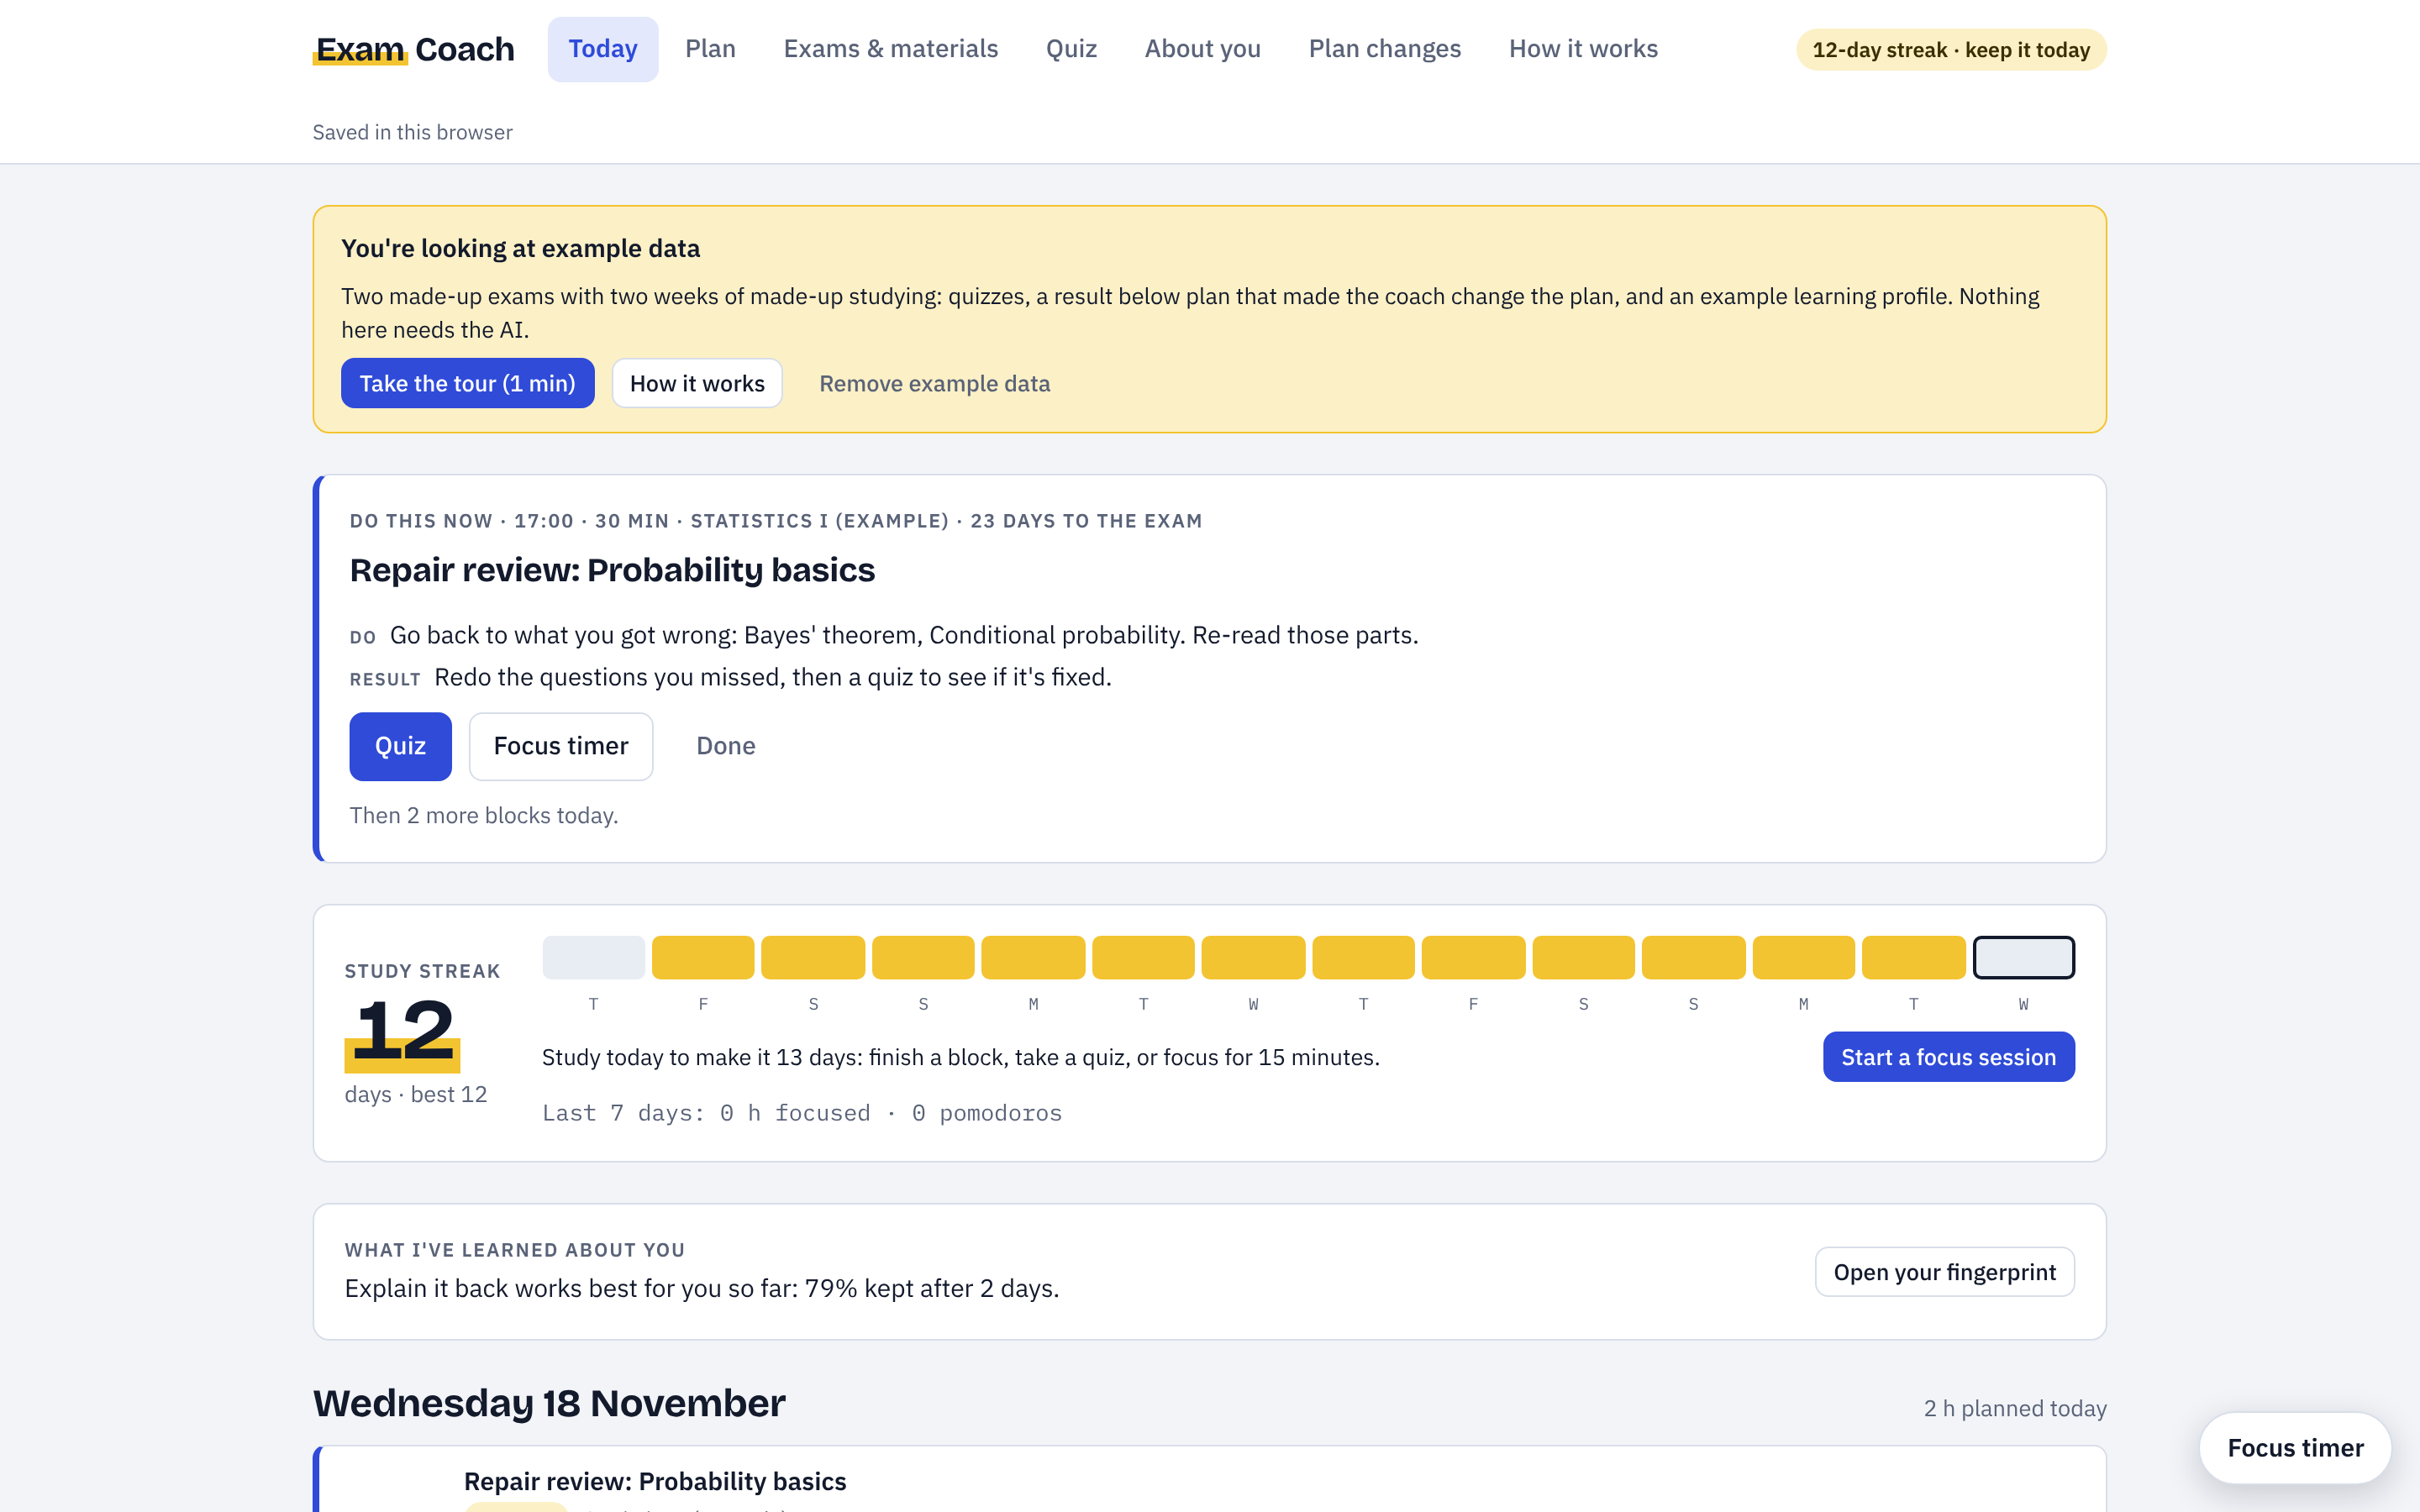 Exam Coach
Today
Plan
Exams & materials
Quiz
About you
Plan changes
How it works
12-day streak · keep it today
Saved in this browser
You're looking at example data
Two made-up exams with two weeks of made-up studying: quizzes, a result below plan that made the coach change the plan, and an example learning profile. Nothing
here needs the AI.
Take the tour (1 min)
How it works
Remove example data
DO THIS NOW · 17:00 · 30 MIN · STATISTICS I (EXAMPLE) · 23 DAYS TO THE EXAM
Repair review: Probability basics
DO Go back to what you got wrong: Bayes' theorem, Conditional probability. Re-read those parts.
RESULT Redo the questions you missed, then a quiz to see if it's fixed.
Quiz
Focus timer
Done
Then 2 more blocks today.
STUDY STREAK
12
days · best 12
T F S S M T W T F S S M T W
Study today to make it 13 days: finish a block, take a quiz, or focus for 15 minutes.
Start a focus session
Last 7 days: 0 h focused · 0 pomodoros
WHAT I'VE LEARNED ABOUT YOU
Explain it back works best for you so far: 79% kept after 2 days.
Open your fingerprint
Wednesday 18 November
2 h planned today
Repair review: Probability basics
Focus timer